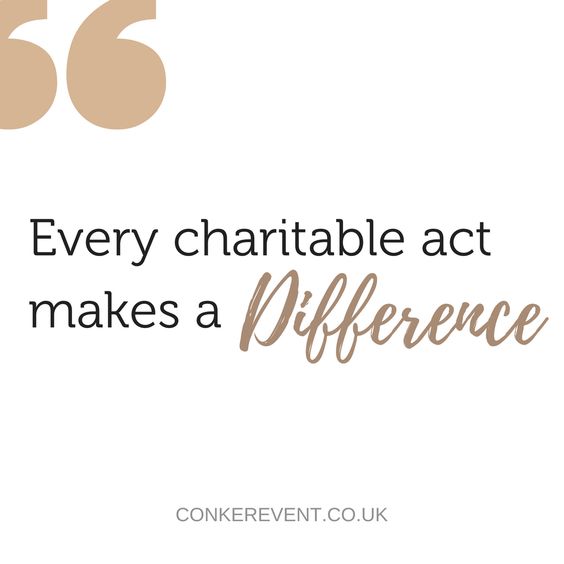 “
Every charitable act
makes a Difference
CONKEREVENT.CO.UK